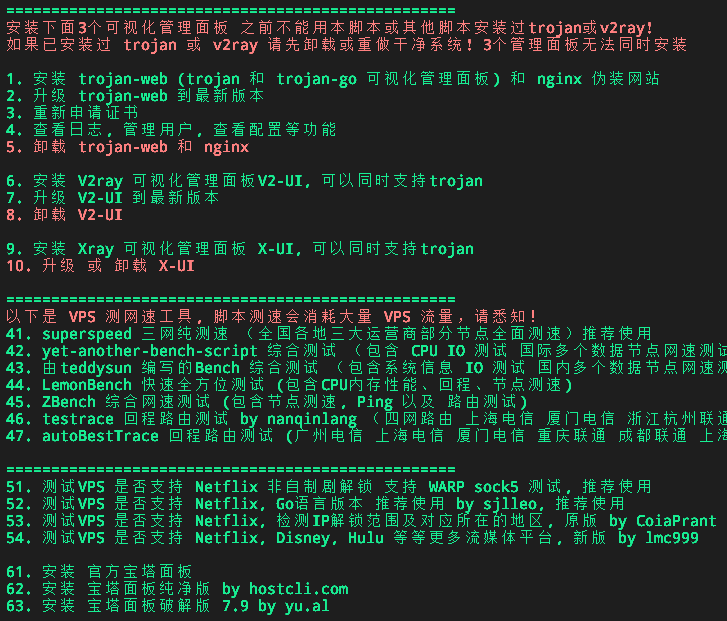 ==================================================
安装下面3个可视化管理面板 之前不能用本脚本或其他脚本安装过trojan或v2ray!
如果已安装过 trojan 或 v2ray 请先卸载或重做干净系统! 3个管理面板无法同时安装
1. 安装 trojan-web (trojan 和 trojan-go 可视化管理面板) 和 nginx 伪装网站
2. 升级 trojan-web 到最新版本
3. 重新申请证书
4. 查看日志, 管理用户, 查看配置等功能
5. 卸载 trojan-web 和 nginx
6. 安装 V2ray 可视化管理面板V2-UI, 可以同时支持trojan
7. 升级 V2-UI 到最新版本
8. 卸载 V2-UI
9. 安装 Xray 可视化管理面板 X-UI, 可以同时支持trojan
10. 升级 或 卸载 X-UI
==================================================
以下是 VPS 测网速工具, 脚本测速会消耗大量 VPS 流量，请悉知!
41. superspeed 三网纯测速 （全国各地三大运营商部分节点全面测速）推荐使用
42. yet-another-bench-script 综合测试 （包含 CPU IO 测试 国际多个数据节点网速测试
43. 由teddysun 编写的Bench 综合测试 （包含系统信息 IO 测试 国内多个数据节点网速测
44. LemonBench 快速全方位测试 (包含CPU内存性能、回程、节点测速)
45. ZBench 综合网速测试 (包含节点测速, Ping 以及 路由测试)
46. testrace 回程路由测试 by nanqinlang （四网路由 上海电信 厦门电信 浙江杭州联通
47. autoBestTrace 回程路由测试 (广州电信 上海电信 厦门电信 重庆联通 成都联通 上海
==================================================
51. 测试VPS 是否支持 Netflix 非自制剧解锁 支持 WARP sock5 测试, 推荐使用
52. 测试VPS 是否支持 Netflix, Go语言版本 推荐使用 by sjlleo, 推荐使用
53. 测试VPS 是否支持 Netflix, 检测IP解锁范围及对应所在的地区, 原版 by CoiaPrant
54. 测试VPS 是否支持 Netflix, Disney, Hulu 等等更多流媒体平台, 新版 by lmc999
61. 安装 官方宝塔面板
62. 安装 宝塔面板纯净版 by hostcli.com
63. 安装 宝塔面板破解版 7.9 by yu.al